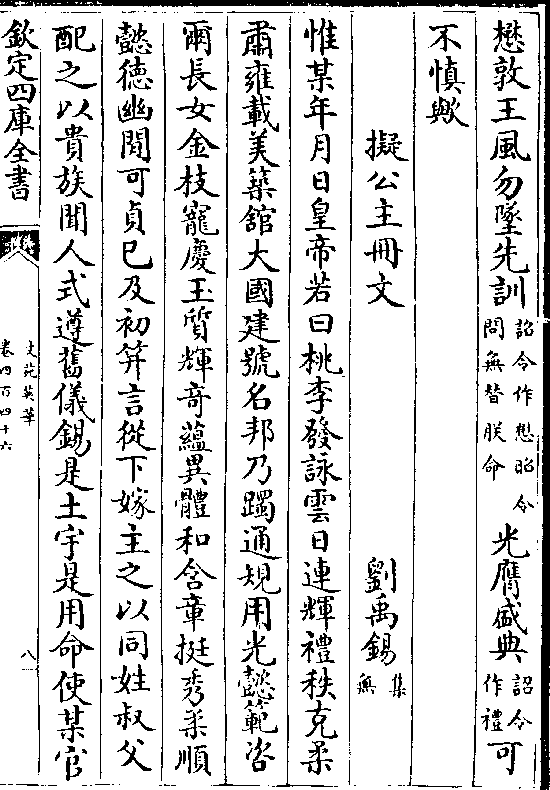 懋敦王風勿墜先訓詔令作懋昭令問無替朕命光膺盛典詔令作禮可
不慎歟
擬公主冊文 劉禹錫集無
惟某年月日皇帝若曰桃李發詠雲日連輝禮秩克柔
肅雍載美築舘大國建號名邦乃躅通規用光懿範咨
爾長女金枝寵慶玉質輝竒蘊異體和含章挺秀柔順
懿德幽閒可貞已及初笄言從下嫁主之以同姓叔父
配之以貴族聞人式遵舊儀錫是土宇是用命使某官
欽定四庫全書
文苑英華
卷四百四十六
八